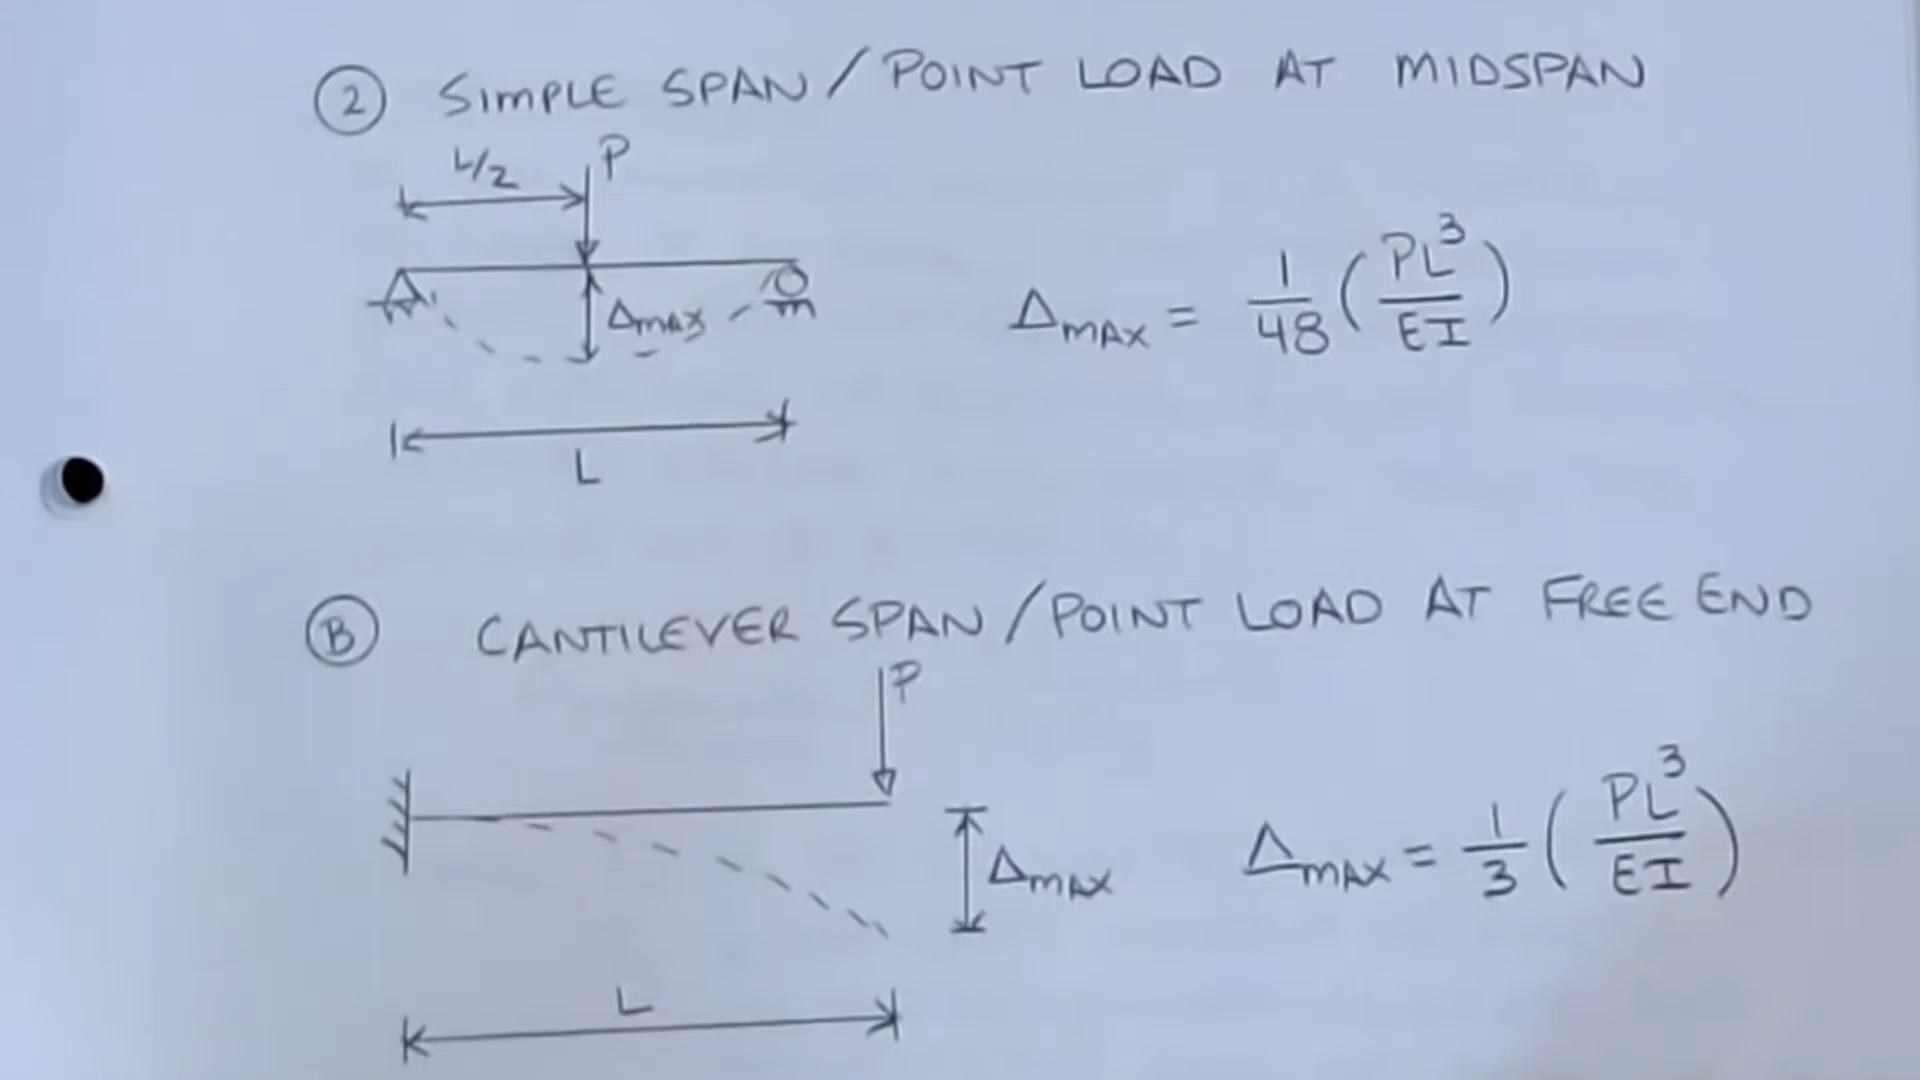 2 SIMPLE SPAN / POINT LOAD AT MIDSPAN
L/2 P
Δmax
ΔMAX = 1/48 (PL³/EI)
L
B CANTILEVER SPAN / POINT LOAD AT FREE END
P
ΔMAX
ΔMAX = 1/3 (PL³/EI)
L